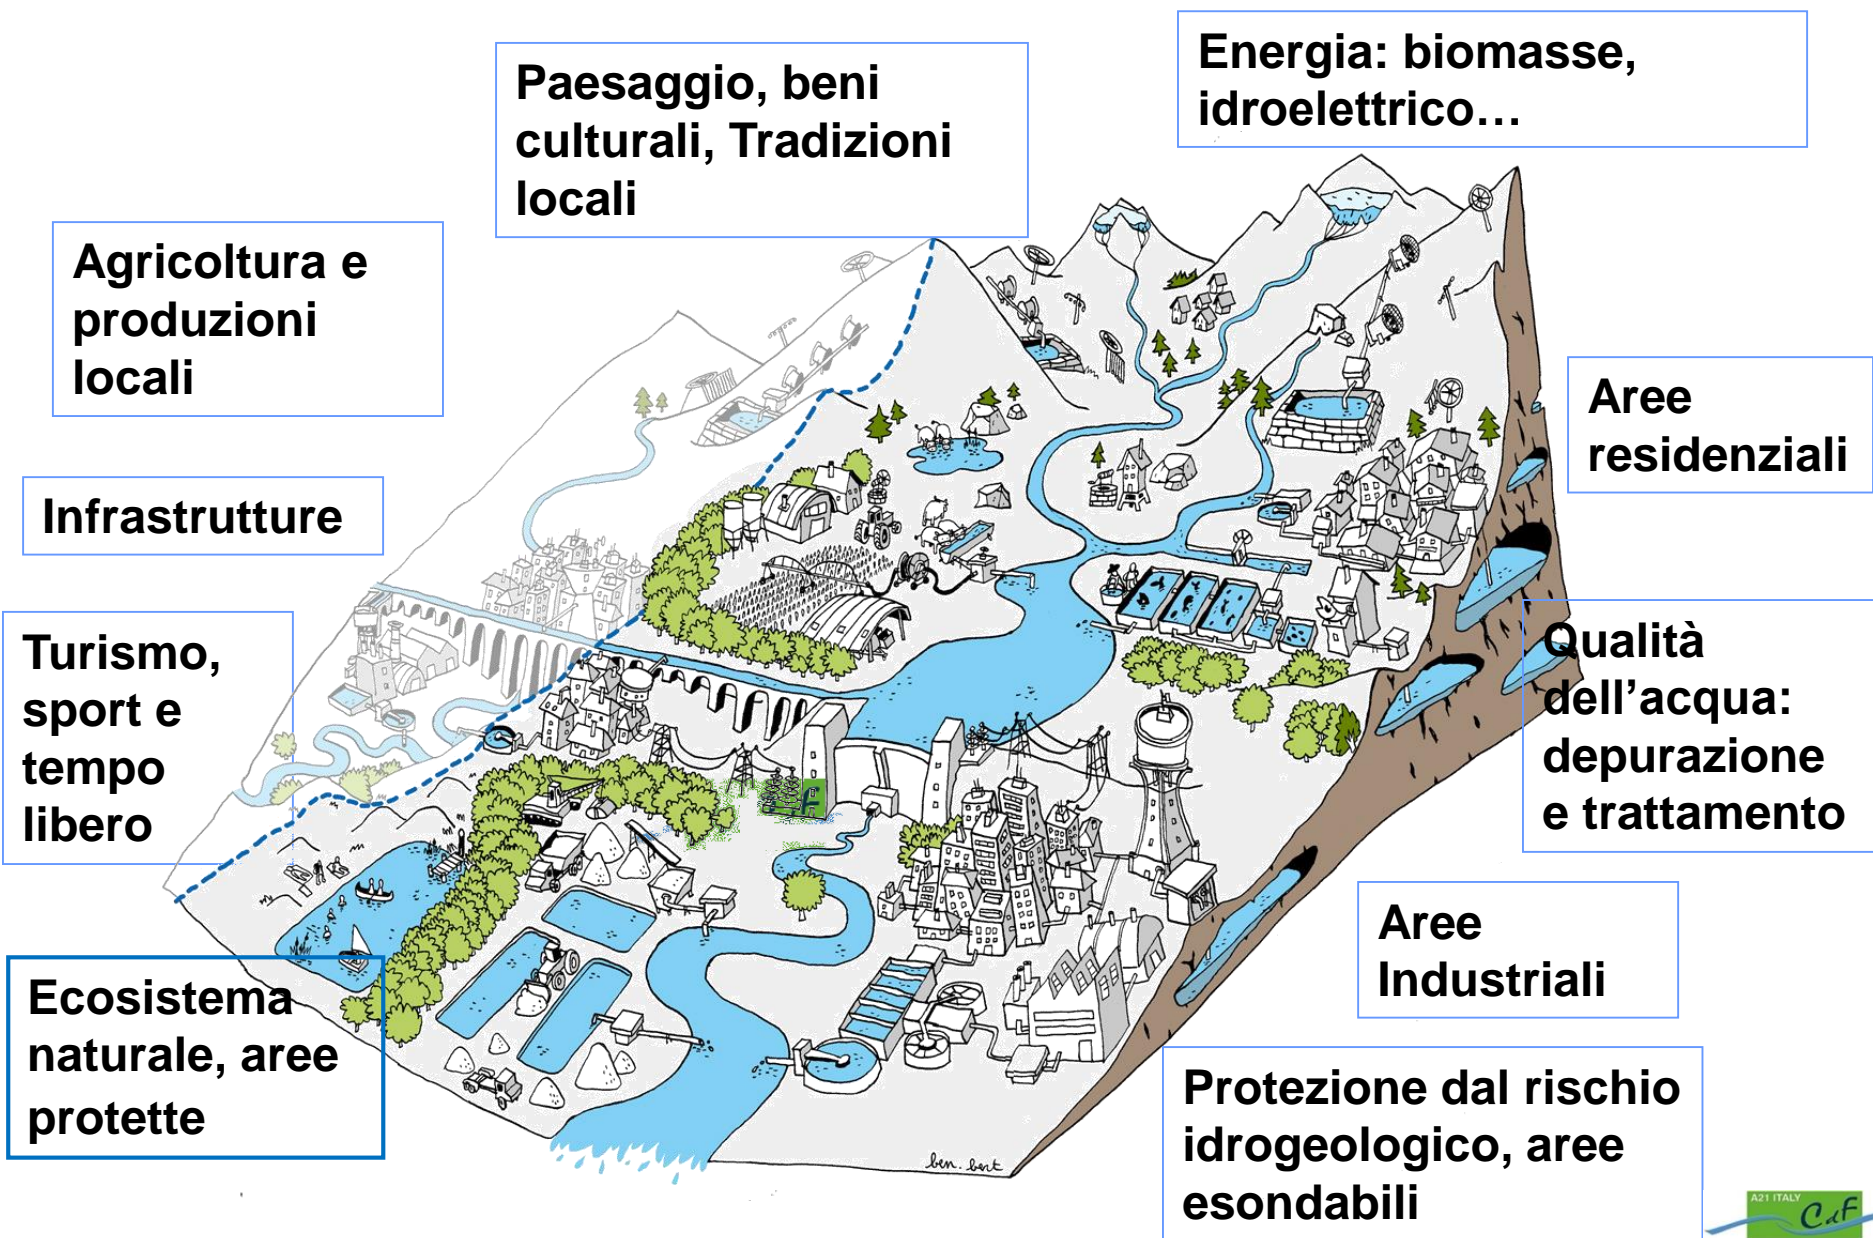 Paesaggio, beni
culturali, Tradizioni
locali
Energia: biomasse,
idroelettrico…
Agricoltura e
produzioni
locali
Aree
residenziali
Infrastrutture
Turismo,
sport e
tempo
libero
Qualità
dell’acqua:
depurazione
e trattamento
Aree
Industriali
Ecosistema
naturale, aree
protette
Protezione dal rischio
idrogeologico, aree
esondabili
ben.bert
A21 ITALY
CdF